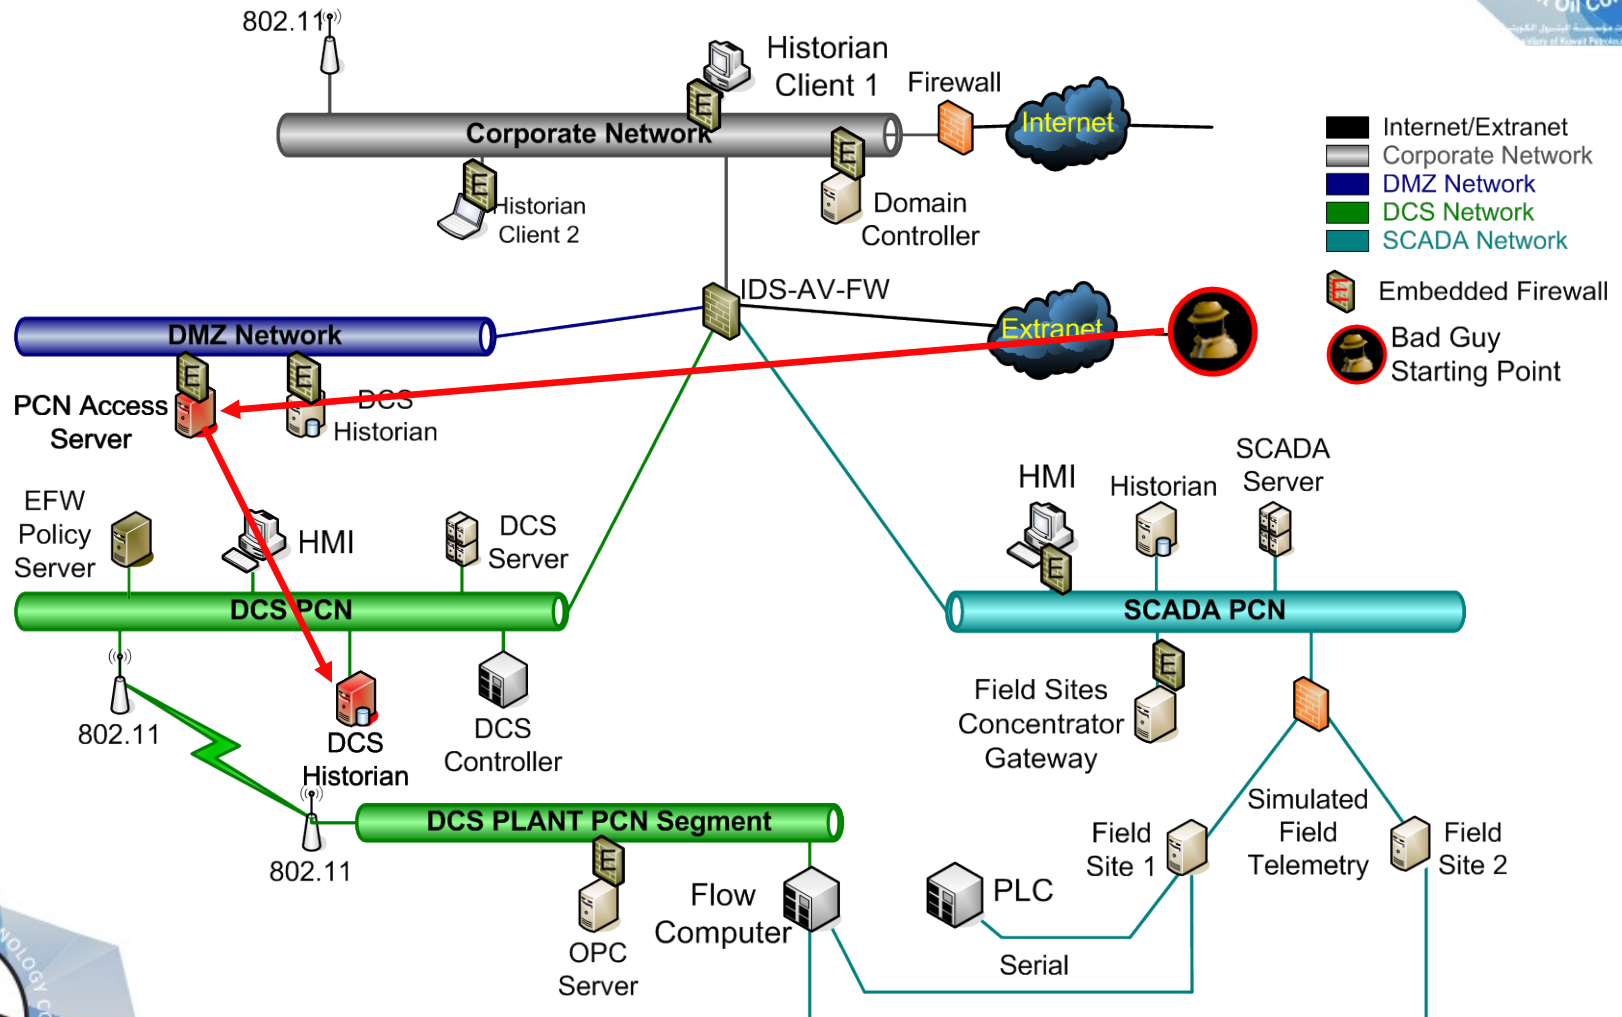 802.11
Historian
Client 1
Firewall
Internet
Corporate Network
E
E
E
Historian
Client 2
Domain
Controller
Internet/Extranet
Corporate Network
DMZ Network
DCS Network
SCADA Network
E
Embedded Firewall
Bad Guy
Starting Point
IDS-AV-FW
Extranet
DMZ Network
E
E
PCN Access
Server
DCS
Historian
EFW
Policy
Server
HMI
DCS
Server
DCS PCN
802.11
DCS
Historian
DCS
Controller
802.11
DCS PLANT PCN Segment
E
OPC
Server
Flow
Computer
HMI
E
Historian
SCADA
Server
SCADA PCN
E
Field Sites
Concentrator
Gateway
Field
Site 1
Simulated
Field
Telemetry
Field
Site 2
PLC
Serial